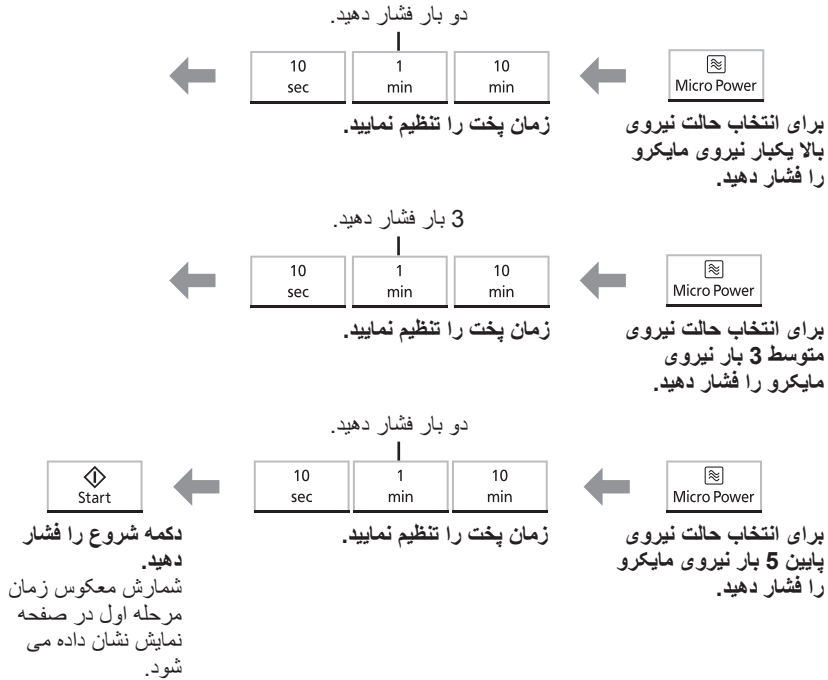 دو بار فشار دهید.
Micro Power
10 min
1 min
10 sec
برای انتخاب حالت نیروی
بالا یکبار نیروی مایکرو
را فشار دهید.
زمان پخت را تنظیم نمایید.
3 بار فشار دهید.
Micro Power
10 min
1 min
10 sec
برای انتخاب حالت نیروی
متوسط 3 بار نیروی
مایکرو را فشار دهید.
زمان پخت را تنظیم نمایید.
دو بار فشار دهید.
Micro Power
10 min
1 min
10 sec
Start
برای انتخاب حالت نیروی
پایین 5 بار نیروی مایکرو
را فشار دهید.
زمان پخت را تنظیم نمایید.
دکمه شروع را فشار
دهید.
شمارش معکوس زمان
مرحله اول در صفحه
نمایش نشان داده می
شود.